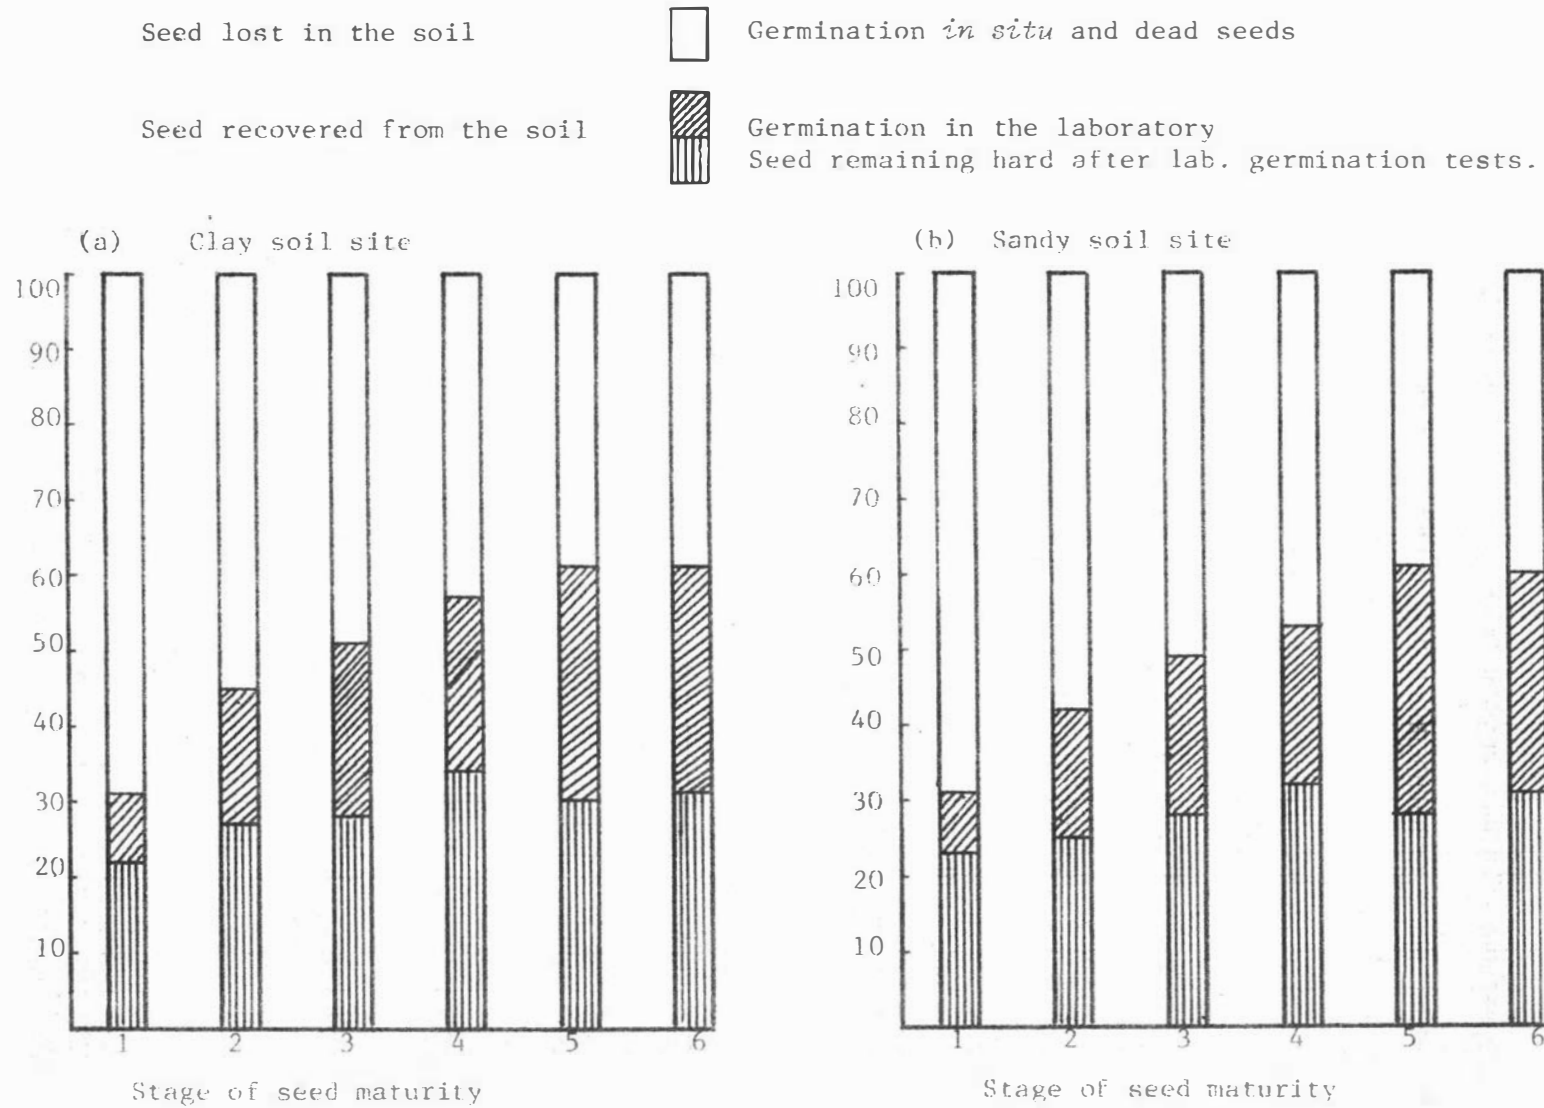 Seed lost in the soil
Germination in situ and dead seeds
Seed recovered from the soil
Germination in the laboratory
Seed remaining hard after lab. germination tests.
(a) Clay soil site
100
90
80
70
60
50
40
30
20
10
1 2 3 4 5 6
Stage of seed maturity
(b) Sandy soil site
100
90
80
70
60
50
40
30
20
10
1 2 3 4 5 6
Stage of seed maturity